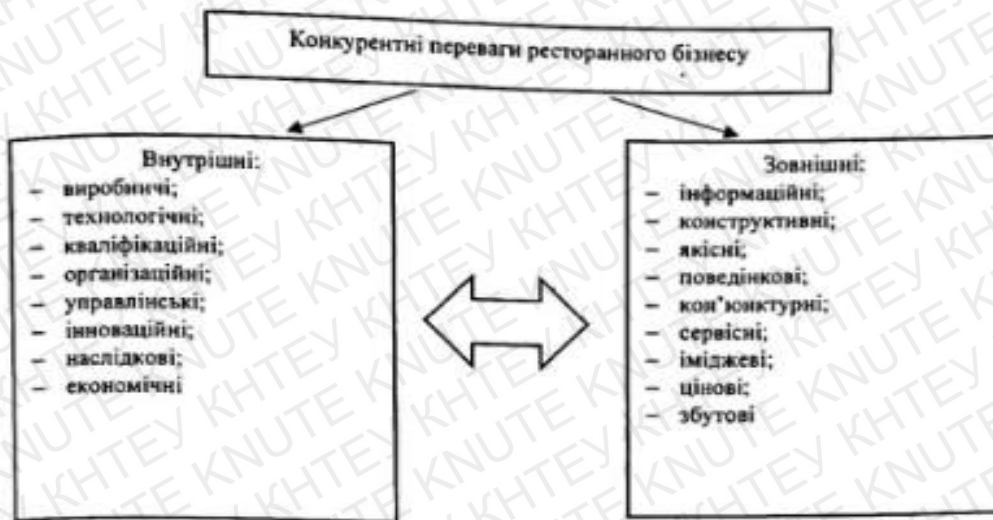 Конкурентні переваги ресторанного бізнесу
Внутрішні:
– виробничі;
– технологічні;
– кваліфікаційні;
– організаційні;
– управлінські;
– інноваційні;
– наслідкові;
– економічні
Зовнішні:
– інформаційні;
– конструктивні;
– якісні;
– поведінкові;
– кон’юнктурні;
– сервісні;
– іміджеві;
– цінові;
– збутові